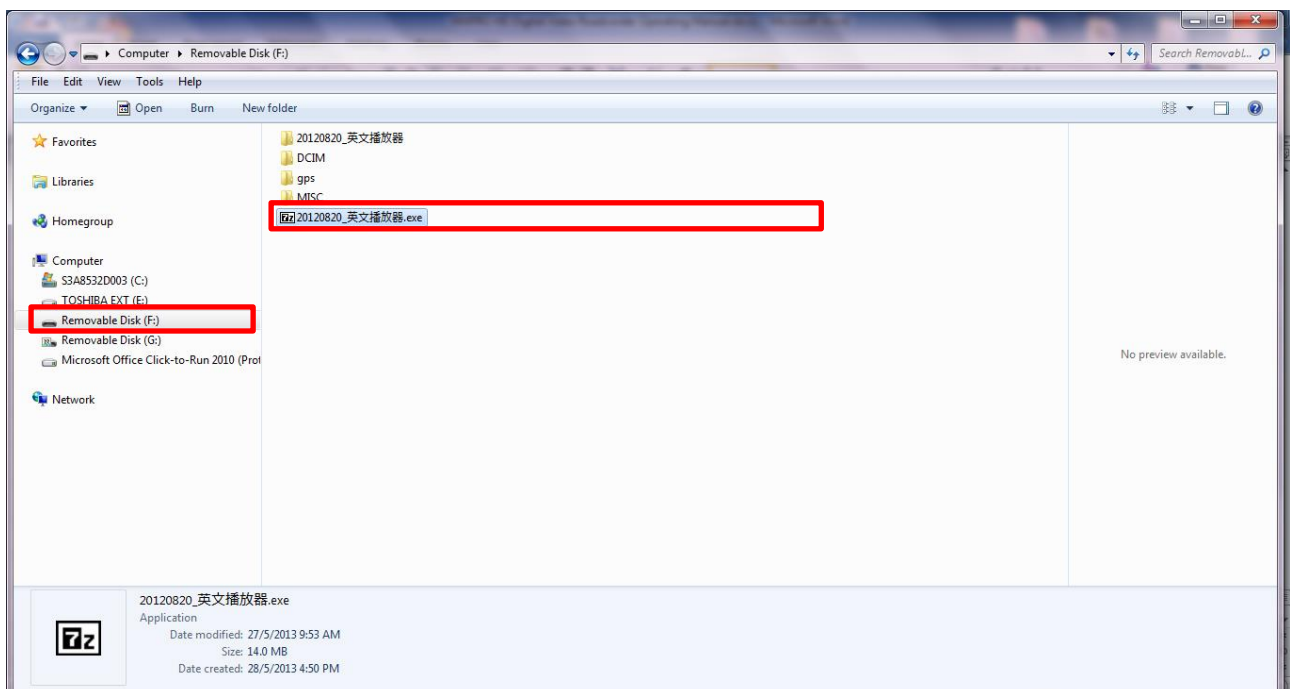 Computer ▸ Removable Disk (F:)
Search Removabl...
File Edit View Tools Help
Organize Open Burn New folder
Favorites
Libraries
Homegroup
Computer
S3A8532D003 (C:)
TOSHIBA EXT (E:)
Removable Disk (F:)
Removable Disk (G:)
Microsoft Office Click-to-Run 2010 (Prot
Network
20120820_英文播放器
DCIM
gps
MISC
7z 20120820_英文播放器.exe
No preview available.
7z
20120820_英文播放器.exe
Application
Date modified: 27/5/2013 9:53 AM
Size: 14.0 MB
Date created: 28/5/2013 4:50 PM